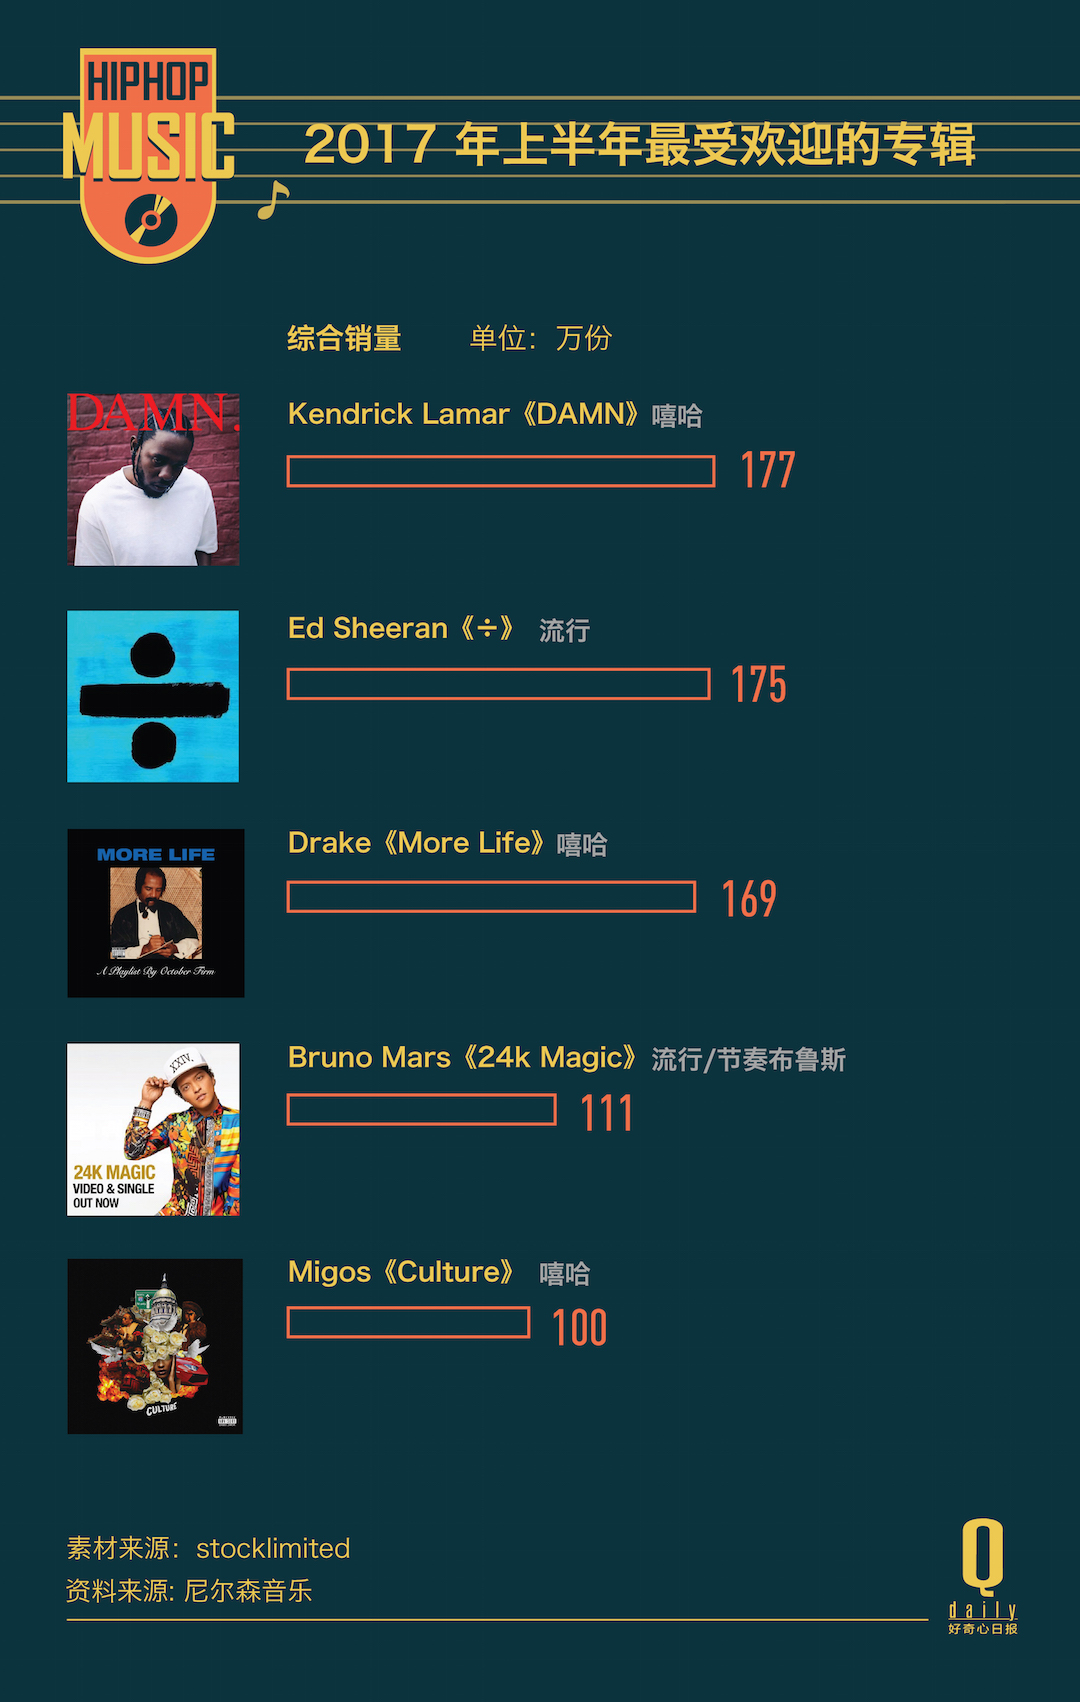 HIPHOP
MUSIC
2017 年上半年最受欢迎的专辑
综合销量 单位：万份
DAMN.
Kendrick Lamar《DAMN》嘻哈
177
Ed Sheeran《÷》 流行
175
MORE LIFE
A Playlist By October Firm
Drake《More Life》嘻哈
169
XXIV.
24K MAGIC
VIDEO & SINGLE
OUT NOW
Bruno Mars《24k Magic》 流行/节奏布鲁斯
111
CULTURE
Migos《Culture》 嘻哈
100
素材来源：stocklimited
资料来源: 尼尔森音乐
Q
daily
好奇心日报